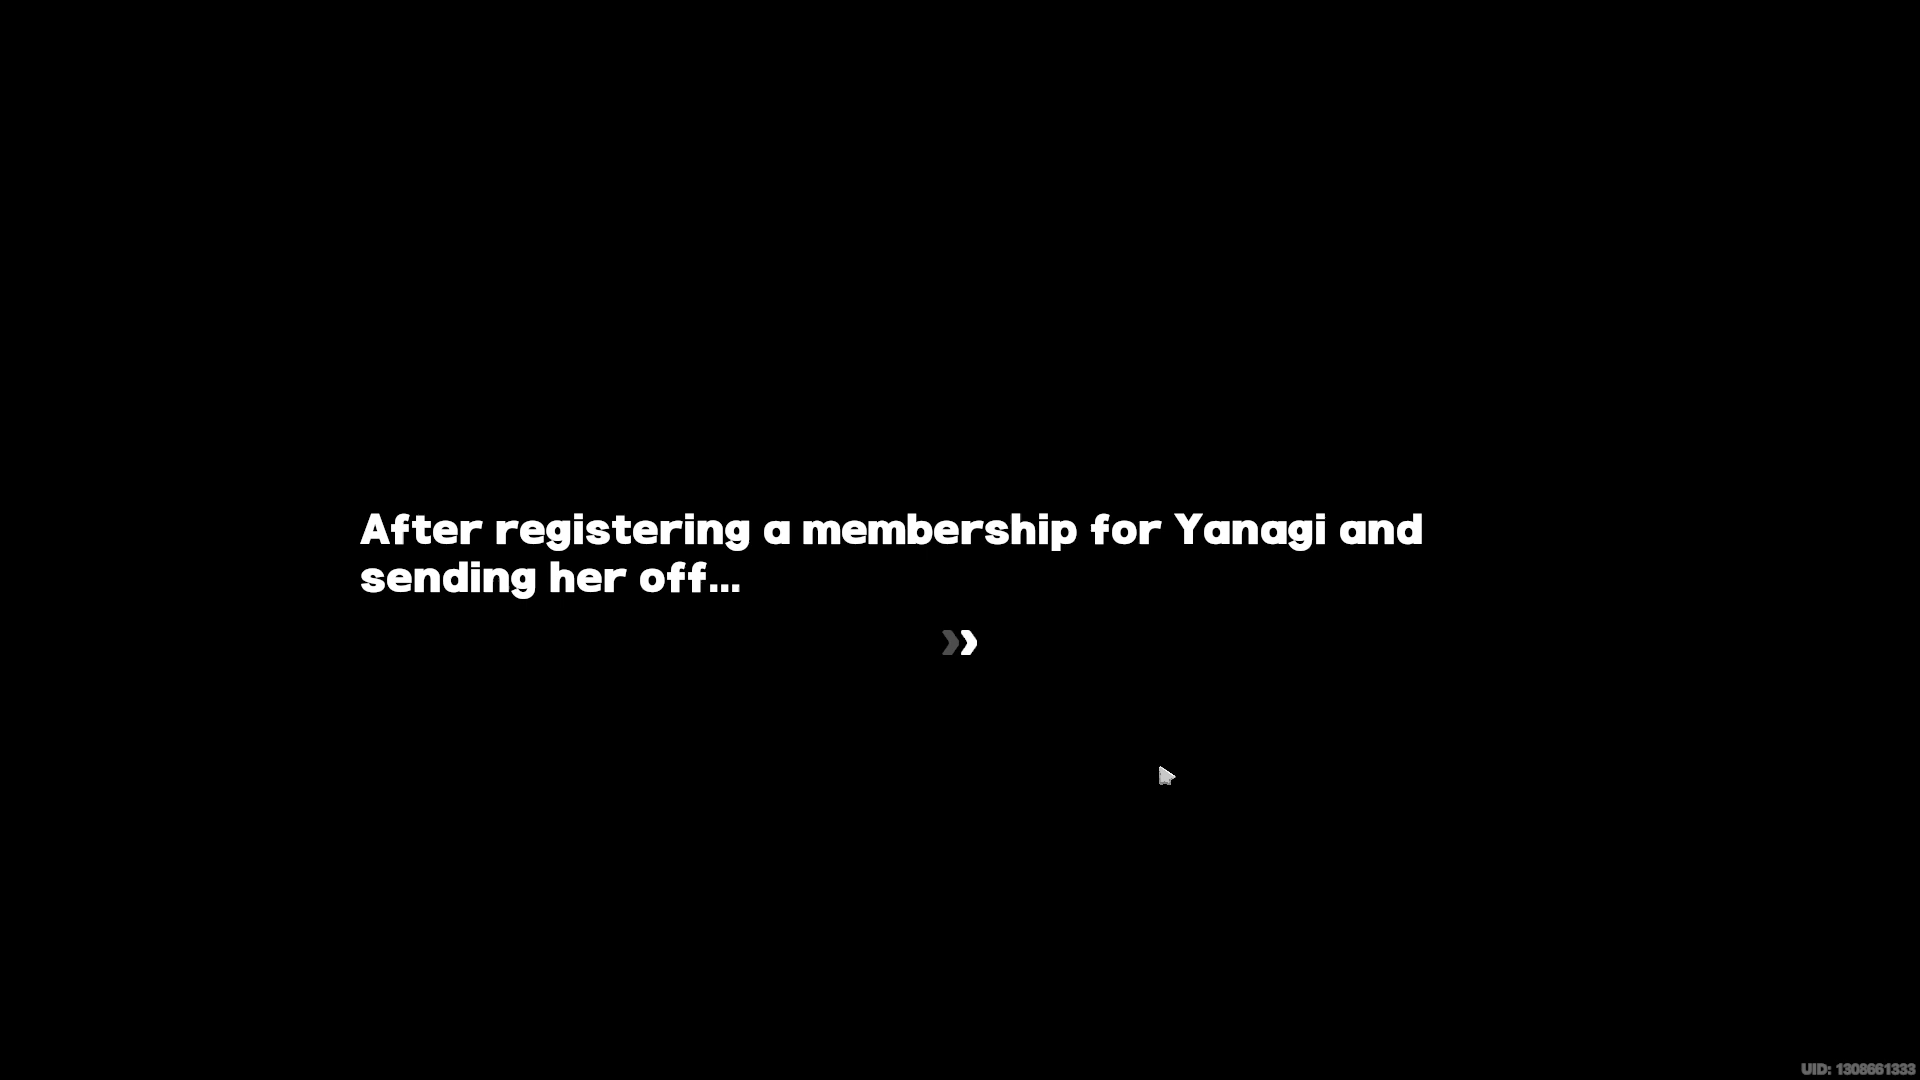 After registering a membership for Yanagi and
sending her off...
UID: 1308661333